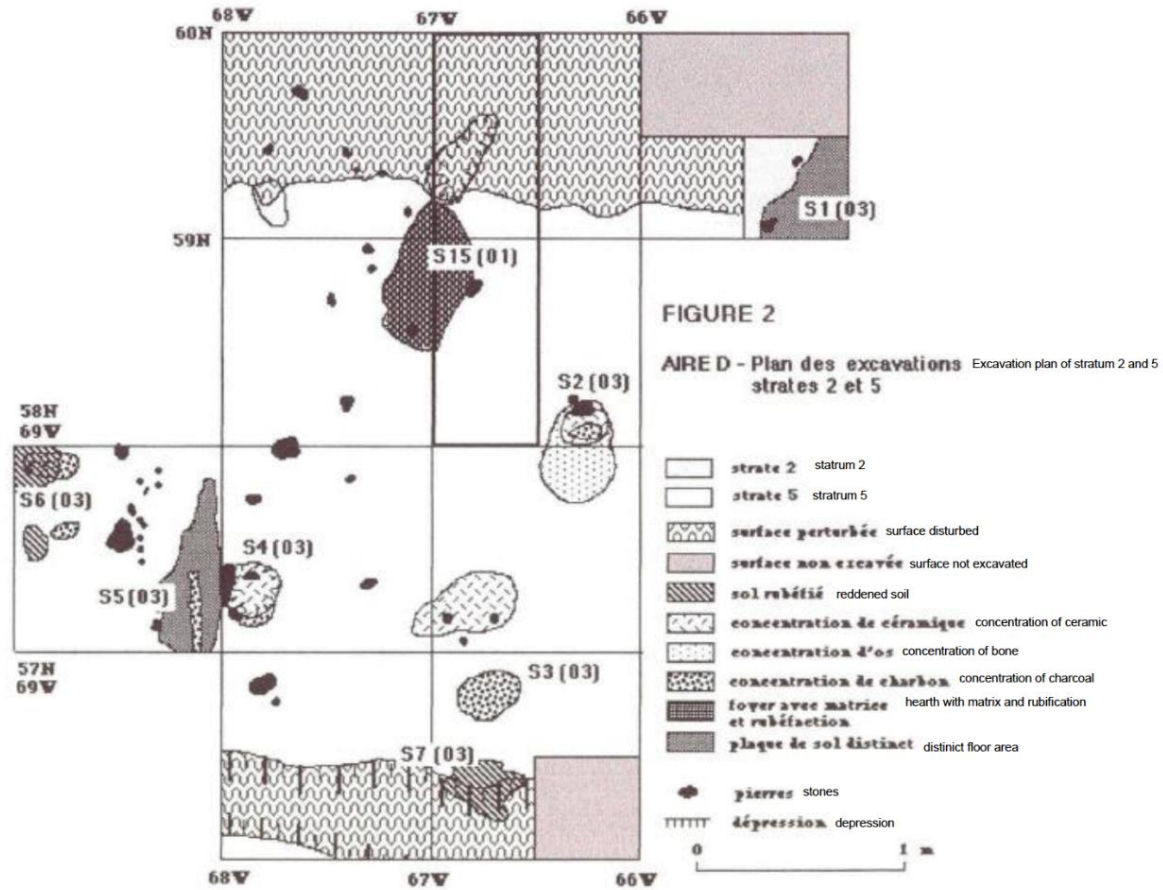 68W 67W 66W
60N
S1 (03)
59N
S15 (01)
FIGURE 2
AIRE D - Plan des excavations Excavation plan of stratum 2 and 5
strates 2 et 5
S2 (03)
58N
69W
strate 2 statrum 2
strate 5 stratrum 5
S6 (03)
surface perturbée surface disturbed
S4 (03)
surface non excavée surface not excavated
S5 (03)
sol rubéfié reddened soil
concentration de céramique concentration of ceramic
concentration d'os concentration of bone
57N
69W
S3 (03)
concentration de charbon concentration of charcoal
foyer avec matrice hearth with matrix and rubification
et rubéfaction
S7 (03)
plaque de sol distinct distinict floor area
pierres stones
dépression depression
0 1 m
68W 67W 66W